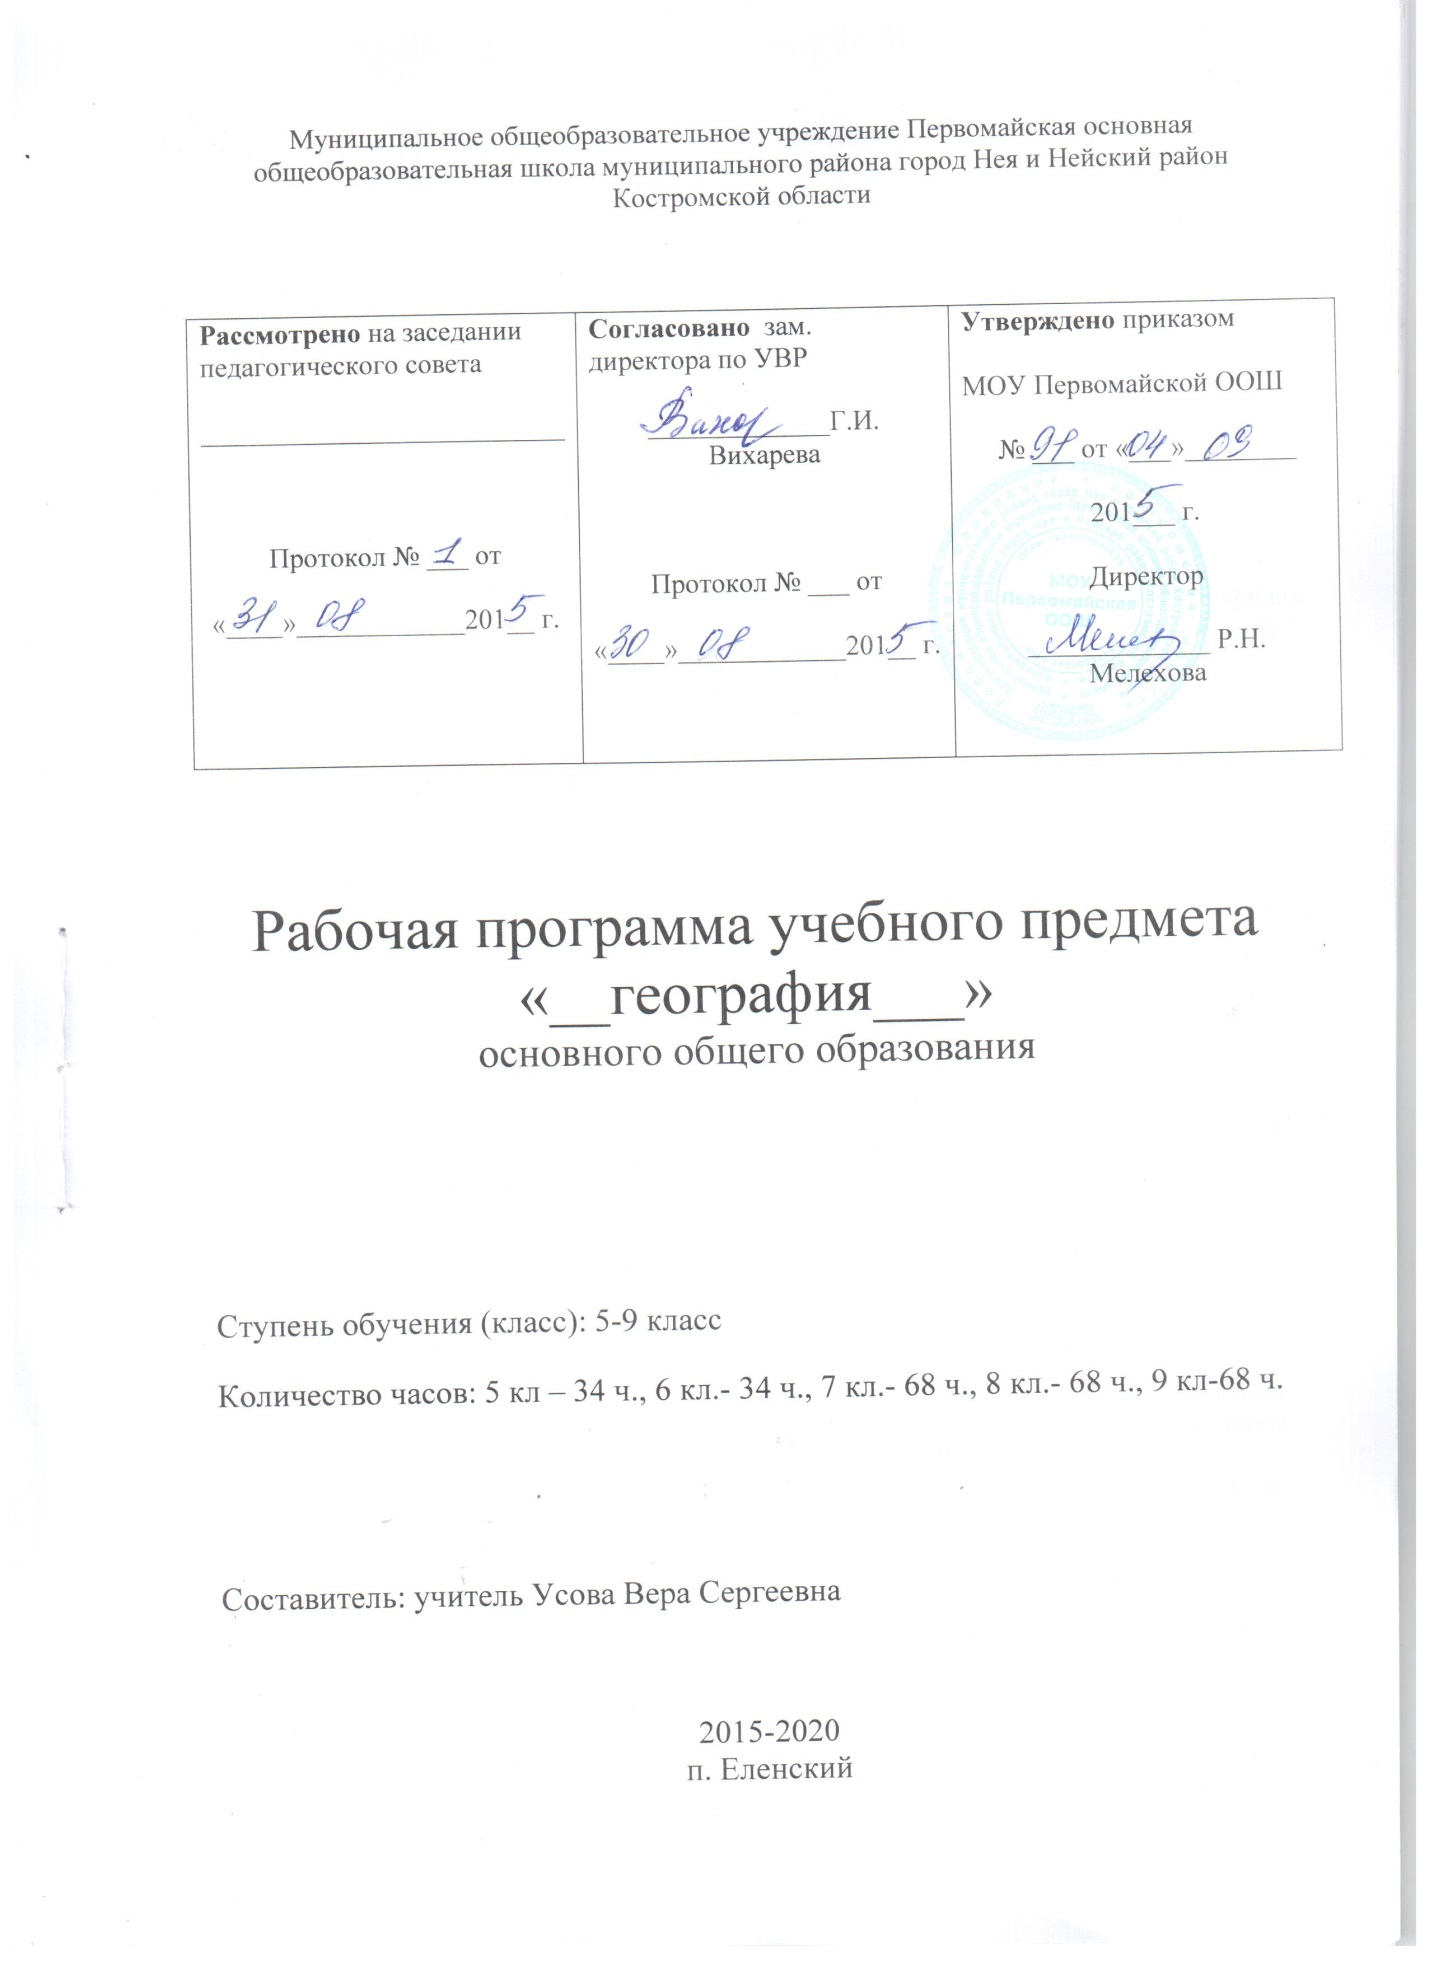 Муниципальное общеобразовательное учреждение Первомайская основная
общеобразовательная школа муниципального района город Нея и Нейский район
Костромской области
Рассмотрено на заседании
педагогического совета
Протокол № 1 от
«31» 08 2015 г.
Согласовано зам.
директора по УВР
Г.И.
Вихарева
Протокол № ___ от
«30» 08 2015 г.
Утверждено приказом
МОУ Первомайской ООШ
№ 91 от «04» 09
2015 г.
Директор
Р.Н.
Мелехова
МОУ
Первомайская
ООШ
Рабочая программа учебного предмета
«__география___»
основного общего образования
Ступень обучения (класс): 5-9 класс
Количество часов: 5 кл – 34 ч., 6 кл.- 34 ч., 7 кл.- 68 ч., 8 кл.- 68 ч., 9 кл-68 ч.
Составитель: учитель Усова Вера Сергеевна
2015-2020
п. Еленский